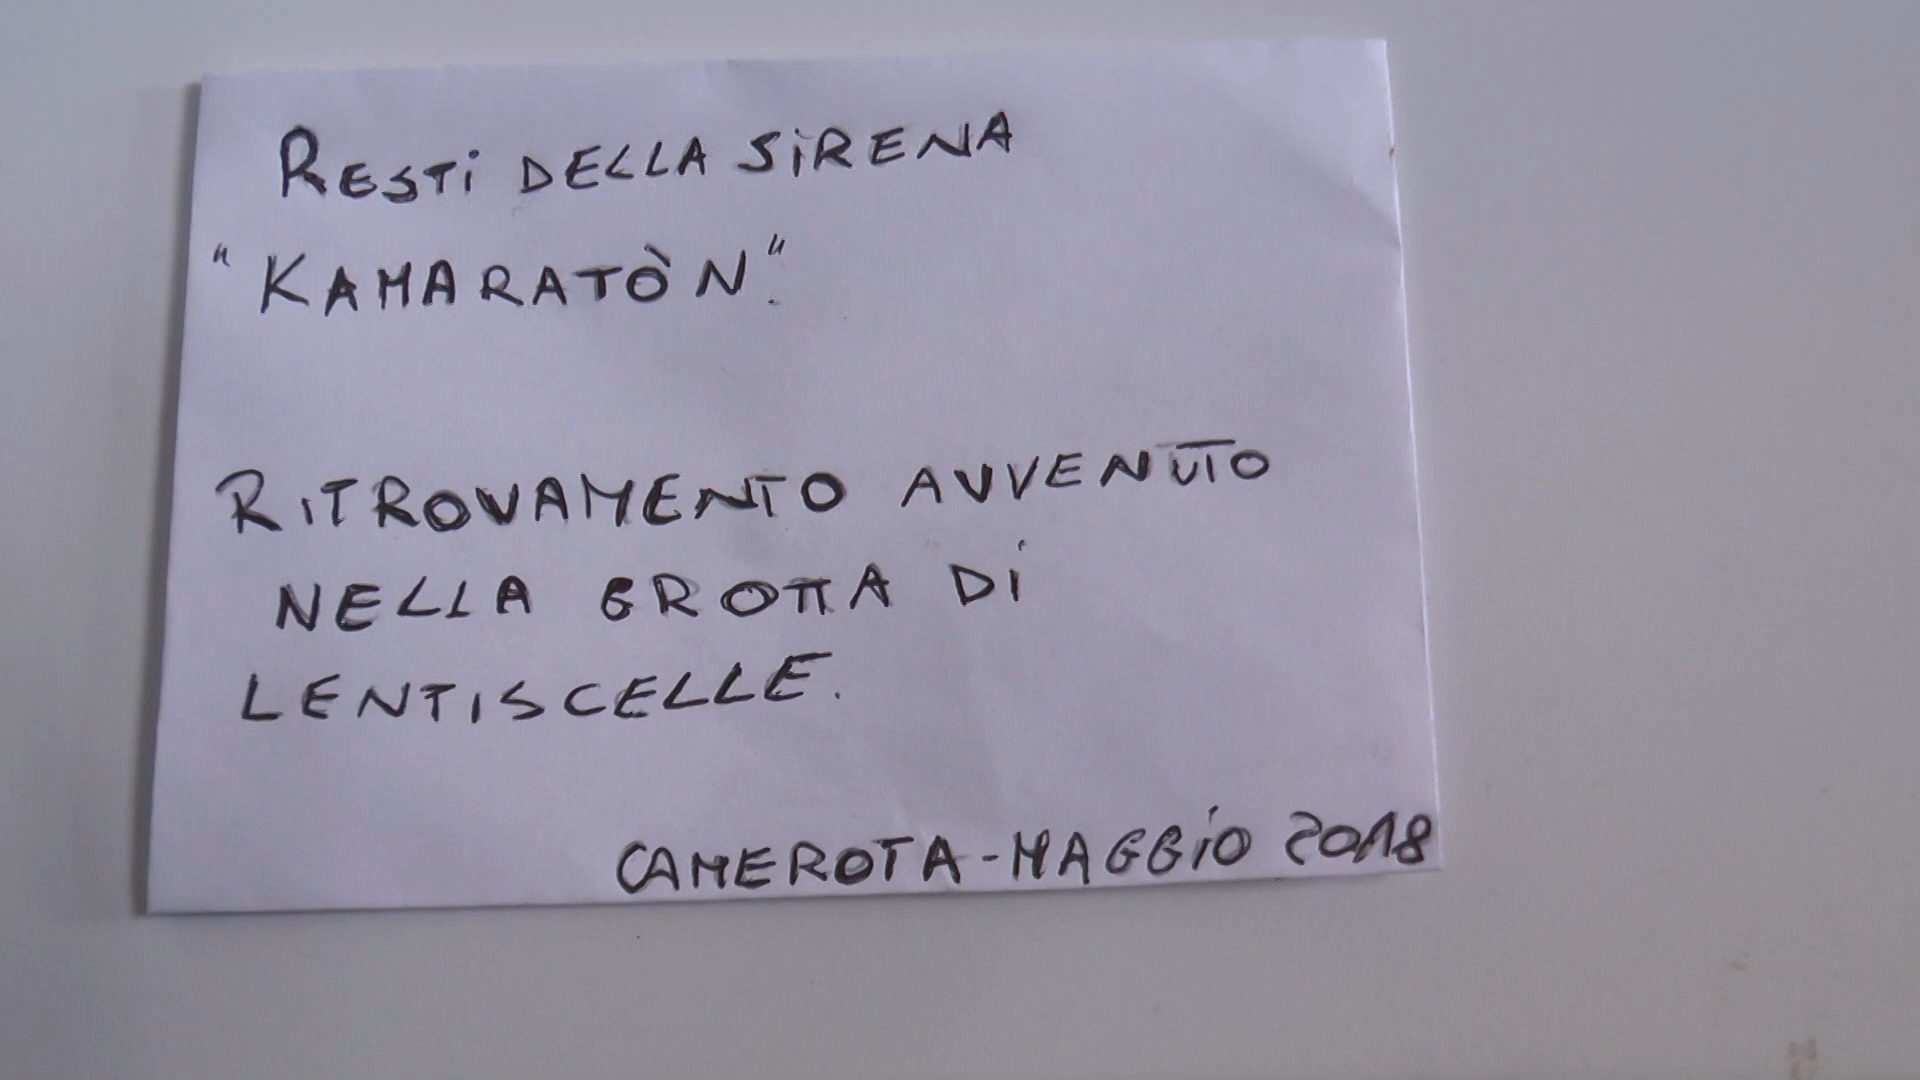 RESTi DELLA SiRENA
"KAMARATÒN".
RiTROVAMENTO AVVENUTO
NELLA GROTTA Di
LENTISCELLE.
CAMEROTA-MAGGiO 2018